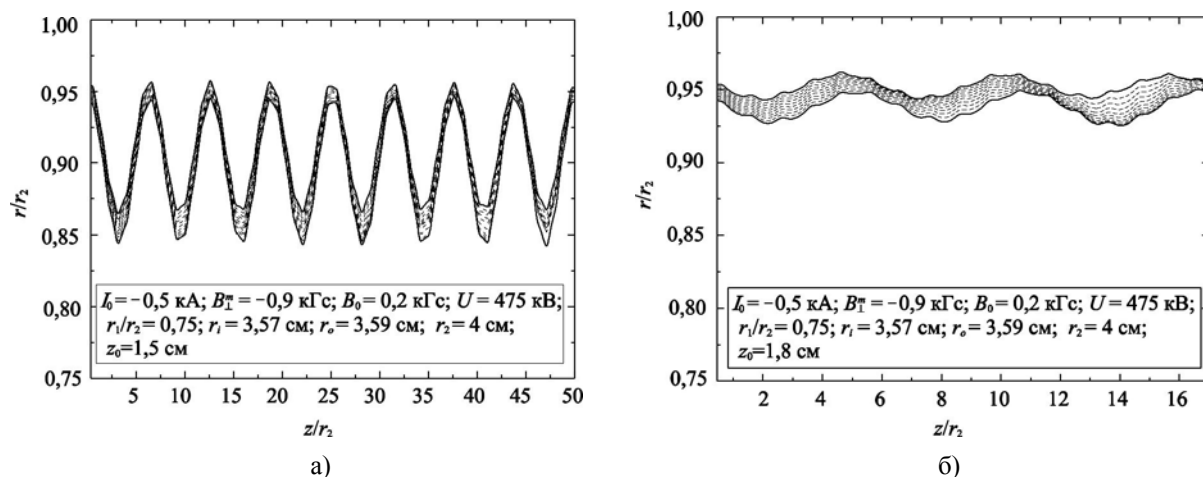 1,00
0,95
0,90
0,85
0,80
0,75
r/r₂
I₀ = −0,5 кА; B⊥ᵐ = −0,9 кГс; B₀ = 0,2 кГс; U = 475 кВ;
r₁/r₂ = 0,75; rᵢ = 3,57 см; rₒ = 3,59 см; r₂ = 4 см;
z₀=1,5 см
5 10 15 20 25 30 35 40 45 50
z/r₂
а)
1,00
0,95
0,90
0,85
0,80
0,75
r/r₂
I₀ = −0,5 кА; B⊥ᵐ = −0,9 кГс; B₀ = 0,2 кГс; U = 475 кВ;
r₁/r₂ = 0,75; rᵢ = 3,57 см; rₒ = 3,59 см; r₂ = 4 см;
z₀=1,8 см
2 4 6 8 10 12 14 16
z/r₂
б)